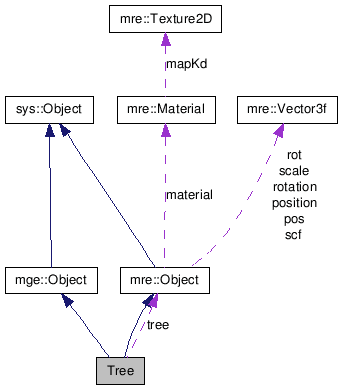 mre::Texture2D
mapKd
sys::Object
mre::Material
mre::Vector3f
rot
scale
material
rotation
position
pos
scf
mge::Object
mre::Object
tree
Tree